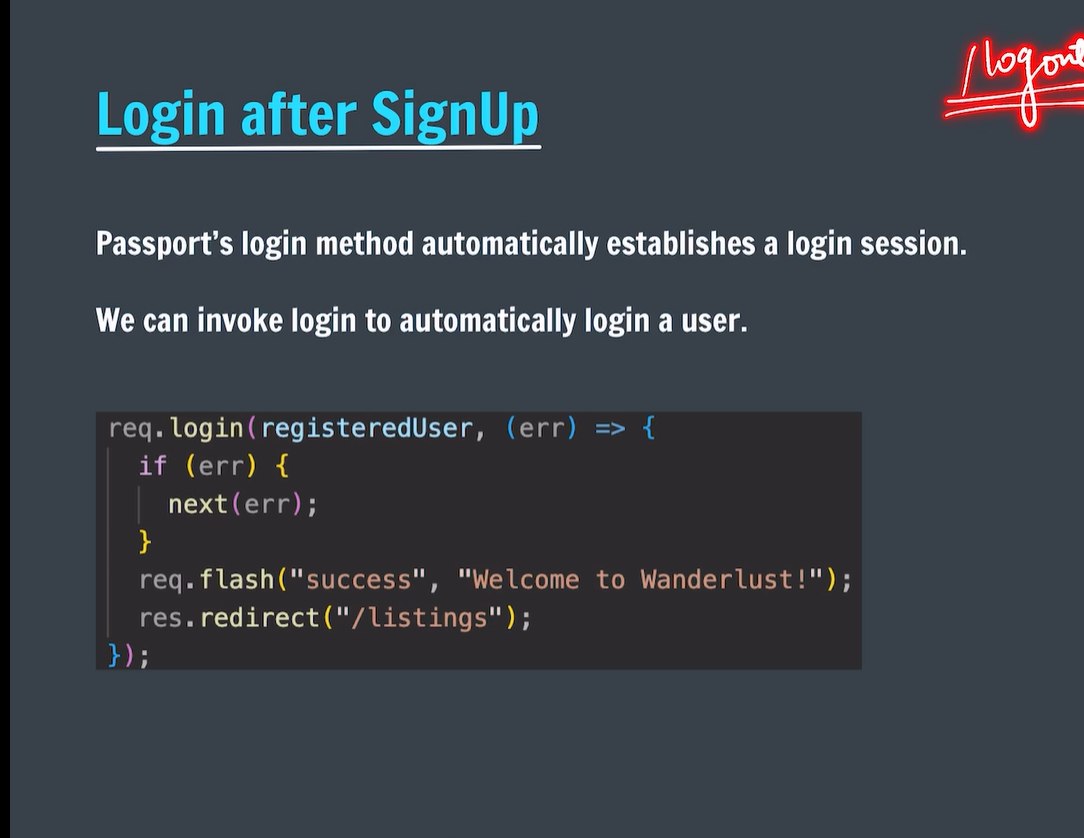 Login after SignUp
Passport's login method automatically establishes a login session.
We can invoke login to automatically login a user.
req.login(registeredUser, (err) => {
if (err) {
next(err);
}
req.flash("success", "Welcome to Wanderlust!");
res.redirect("/listings");
});